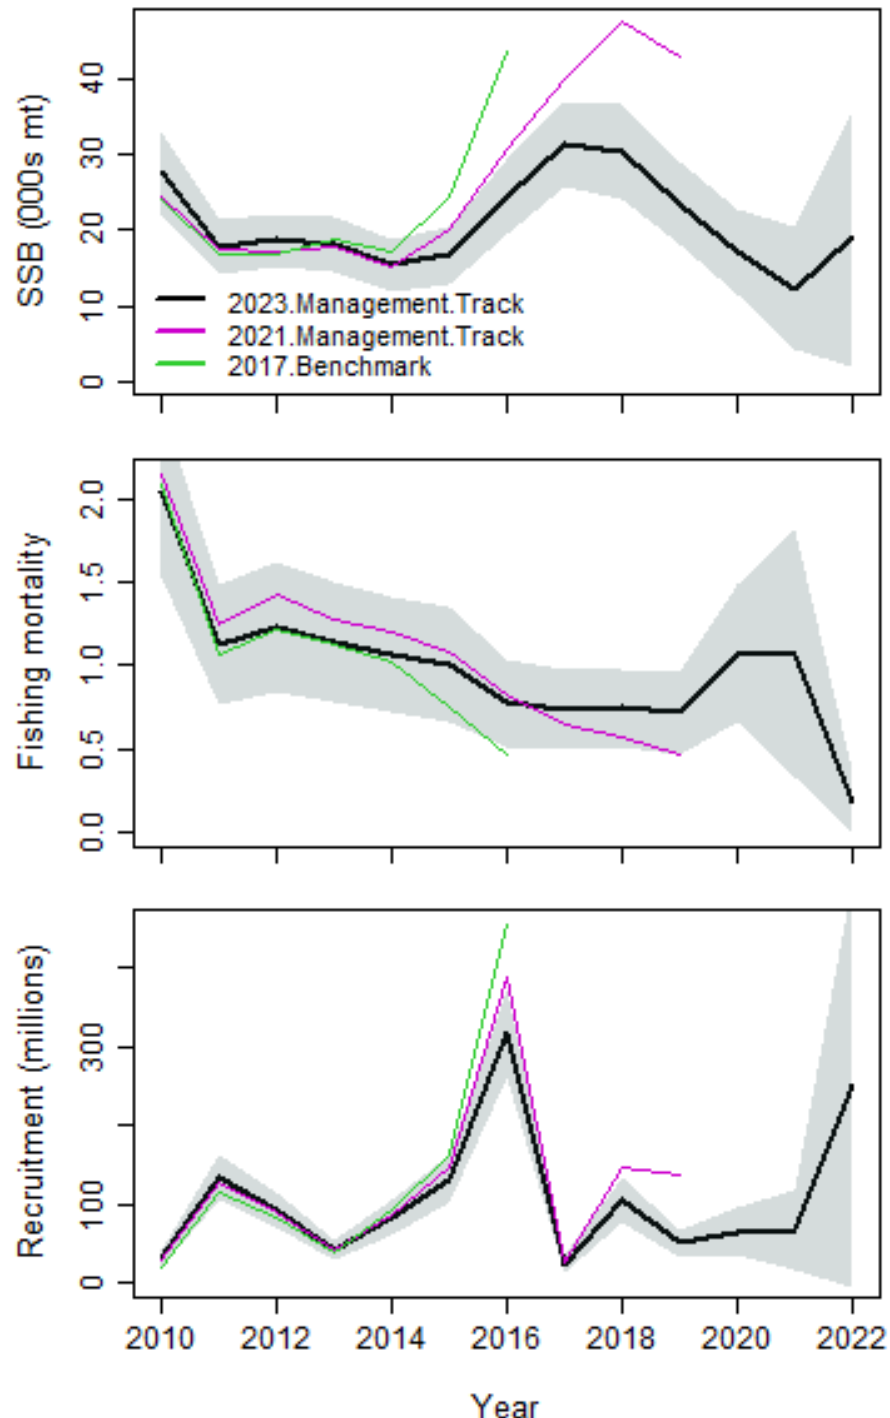 SSB (000s mt)
40
30
20
10
0
2023.Management.Track
2021.Management.Track
2017.Benchmark
Fishing mortality
2.0
1.5
1.0
0.5
0.0
Recruitment (millions)
300
100
0
2010 2012 2014 2016 2018 2020 2022
Year